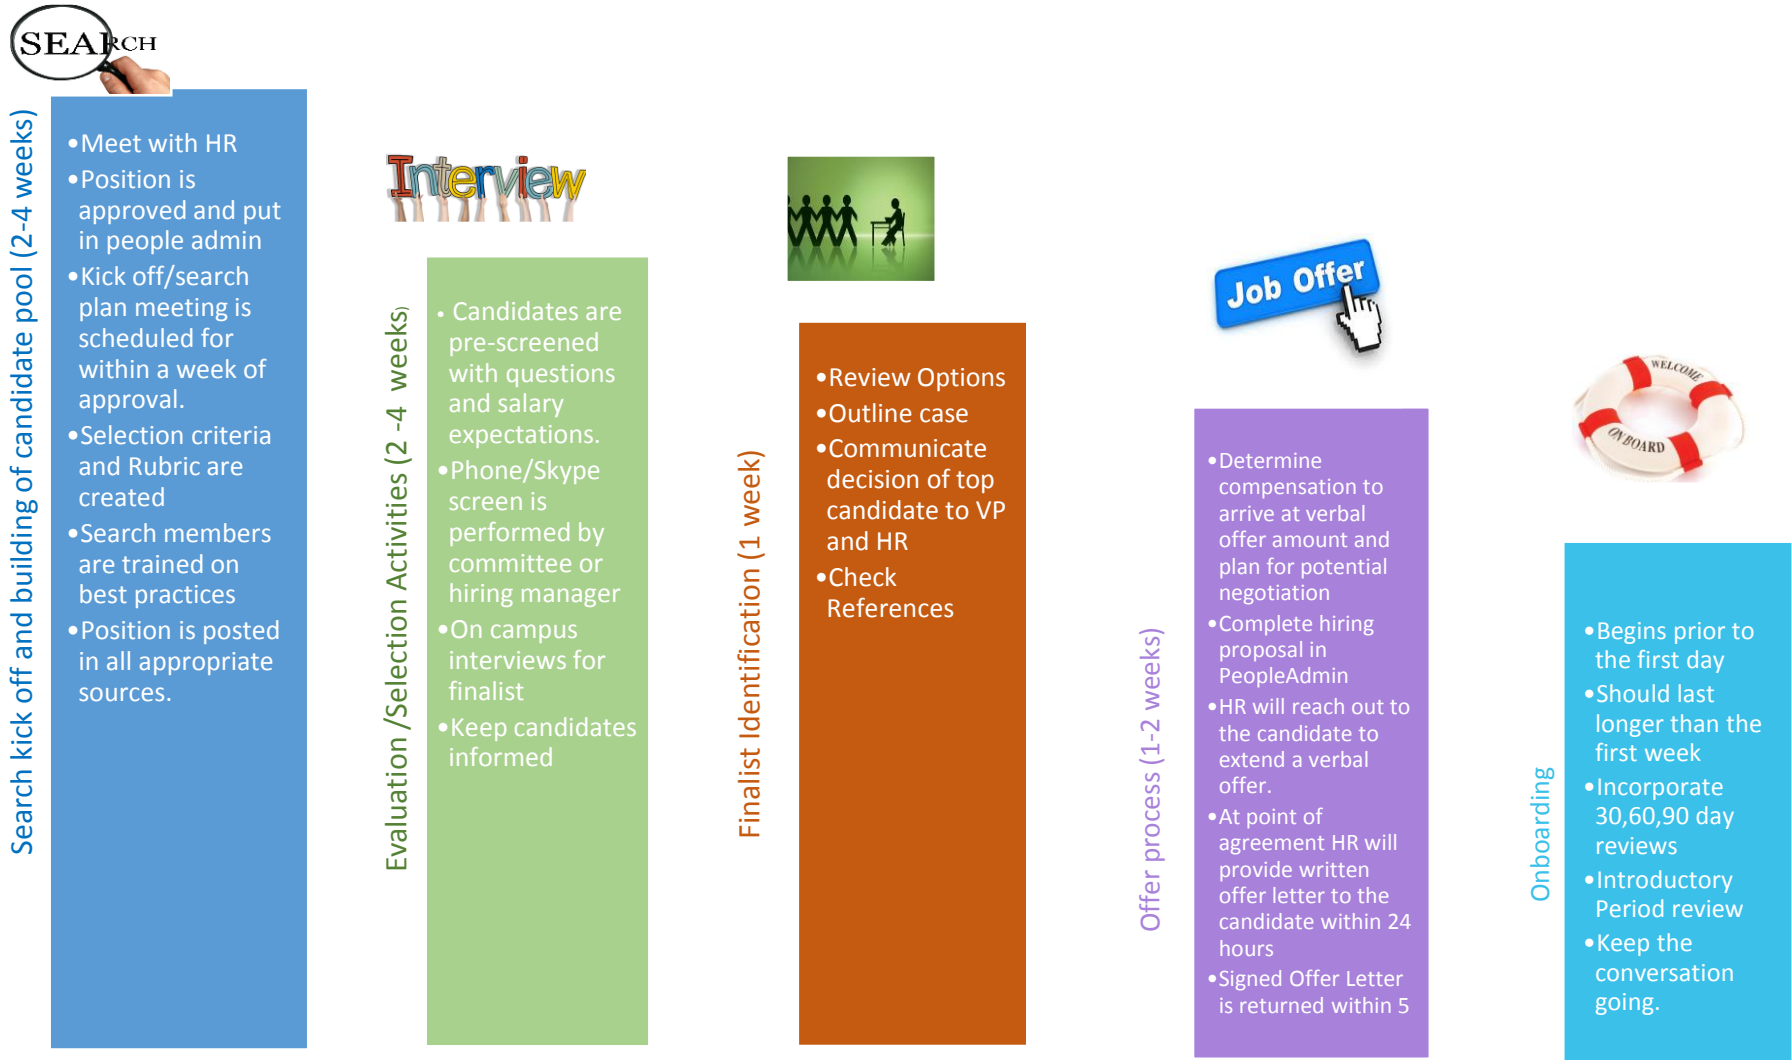 SEARCH
Search kick off and building of candidate pool (2-4 weeks)
•Meet with HR
•Position is
approved and put
in people admin
•Kick off/search
plan meeting is
scheduled for
within a week of
approval.
•Selection criteria
and Rubric are
created
•Search members
are trained on
best practices
•Position is posted
in all appropriate
sources.
Interview
Evaluation /Selection Activities (2 -4 weeks)
• Candidates are
pre-screened
with questions
and salary
expectations.
•Phone/Skype
screen is
performed by
committee or
hiring manager
•On campus
interviews for
finalist
•Keep candidates
informed
Finalist Identification (1 week)
•Review Options
•Outline case
•Communicate
decision of top
candidate to VP
and HR
•Check
References
Job Offer
Offer process (1-2 weeks)
•Determine
compensation to
arrive at verbal
offer amount and
plan for potential
negotiation
•Complete hiring
proposal in
PeopleAdmin
•HR will reach out to
the candidate to
extend a verbal
offer.
•At point of
agreement HR will
provide written
offer letter to the
candidate within 24
hours
•Signed Offer Letter
is returned within 5
WELCOME
ON BOARD
Onboarding
•Begins prior to
the first day
•Should last
longer than the
first week
•Incorporate
30,60,90 day
reviews
•Introductory
Period review
•Keep the
conversation
going.